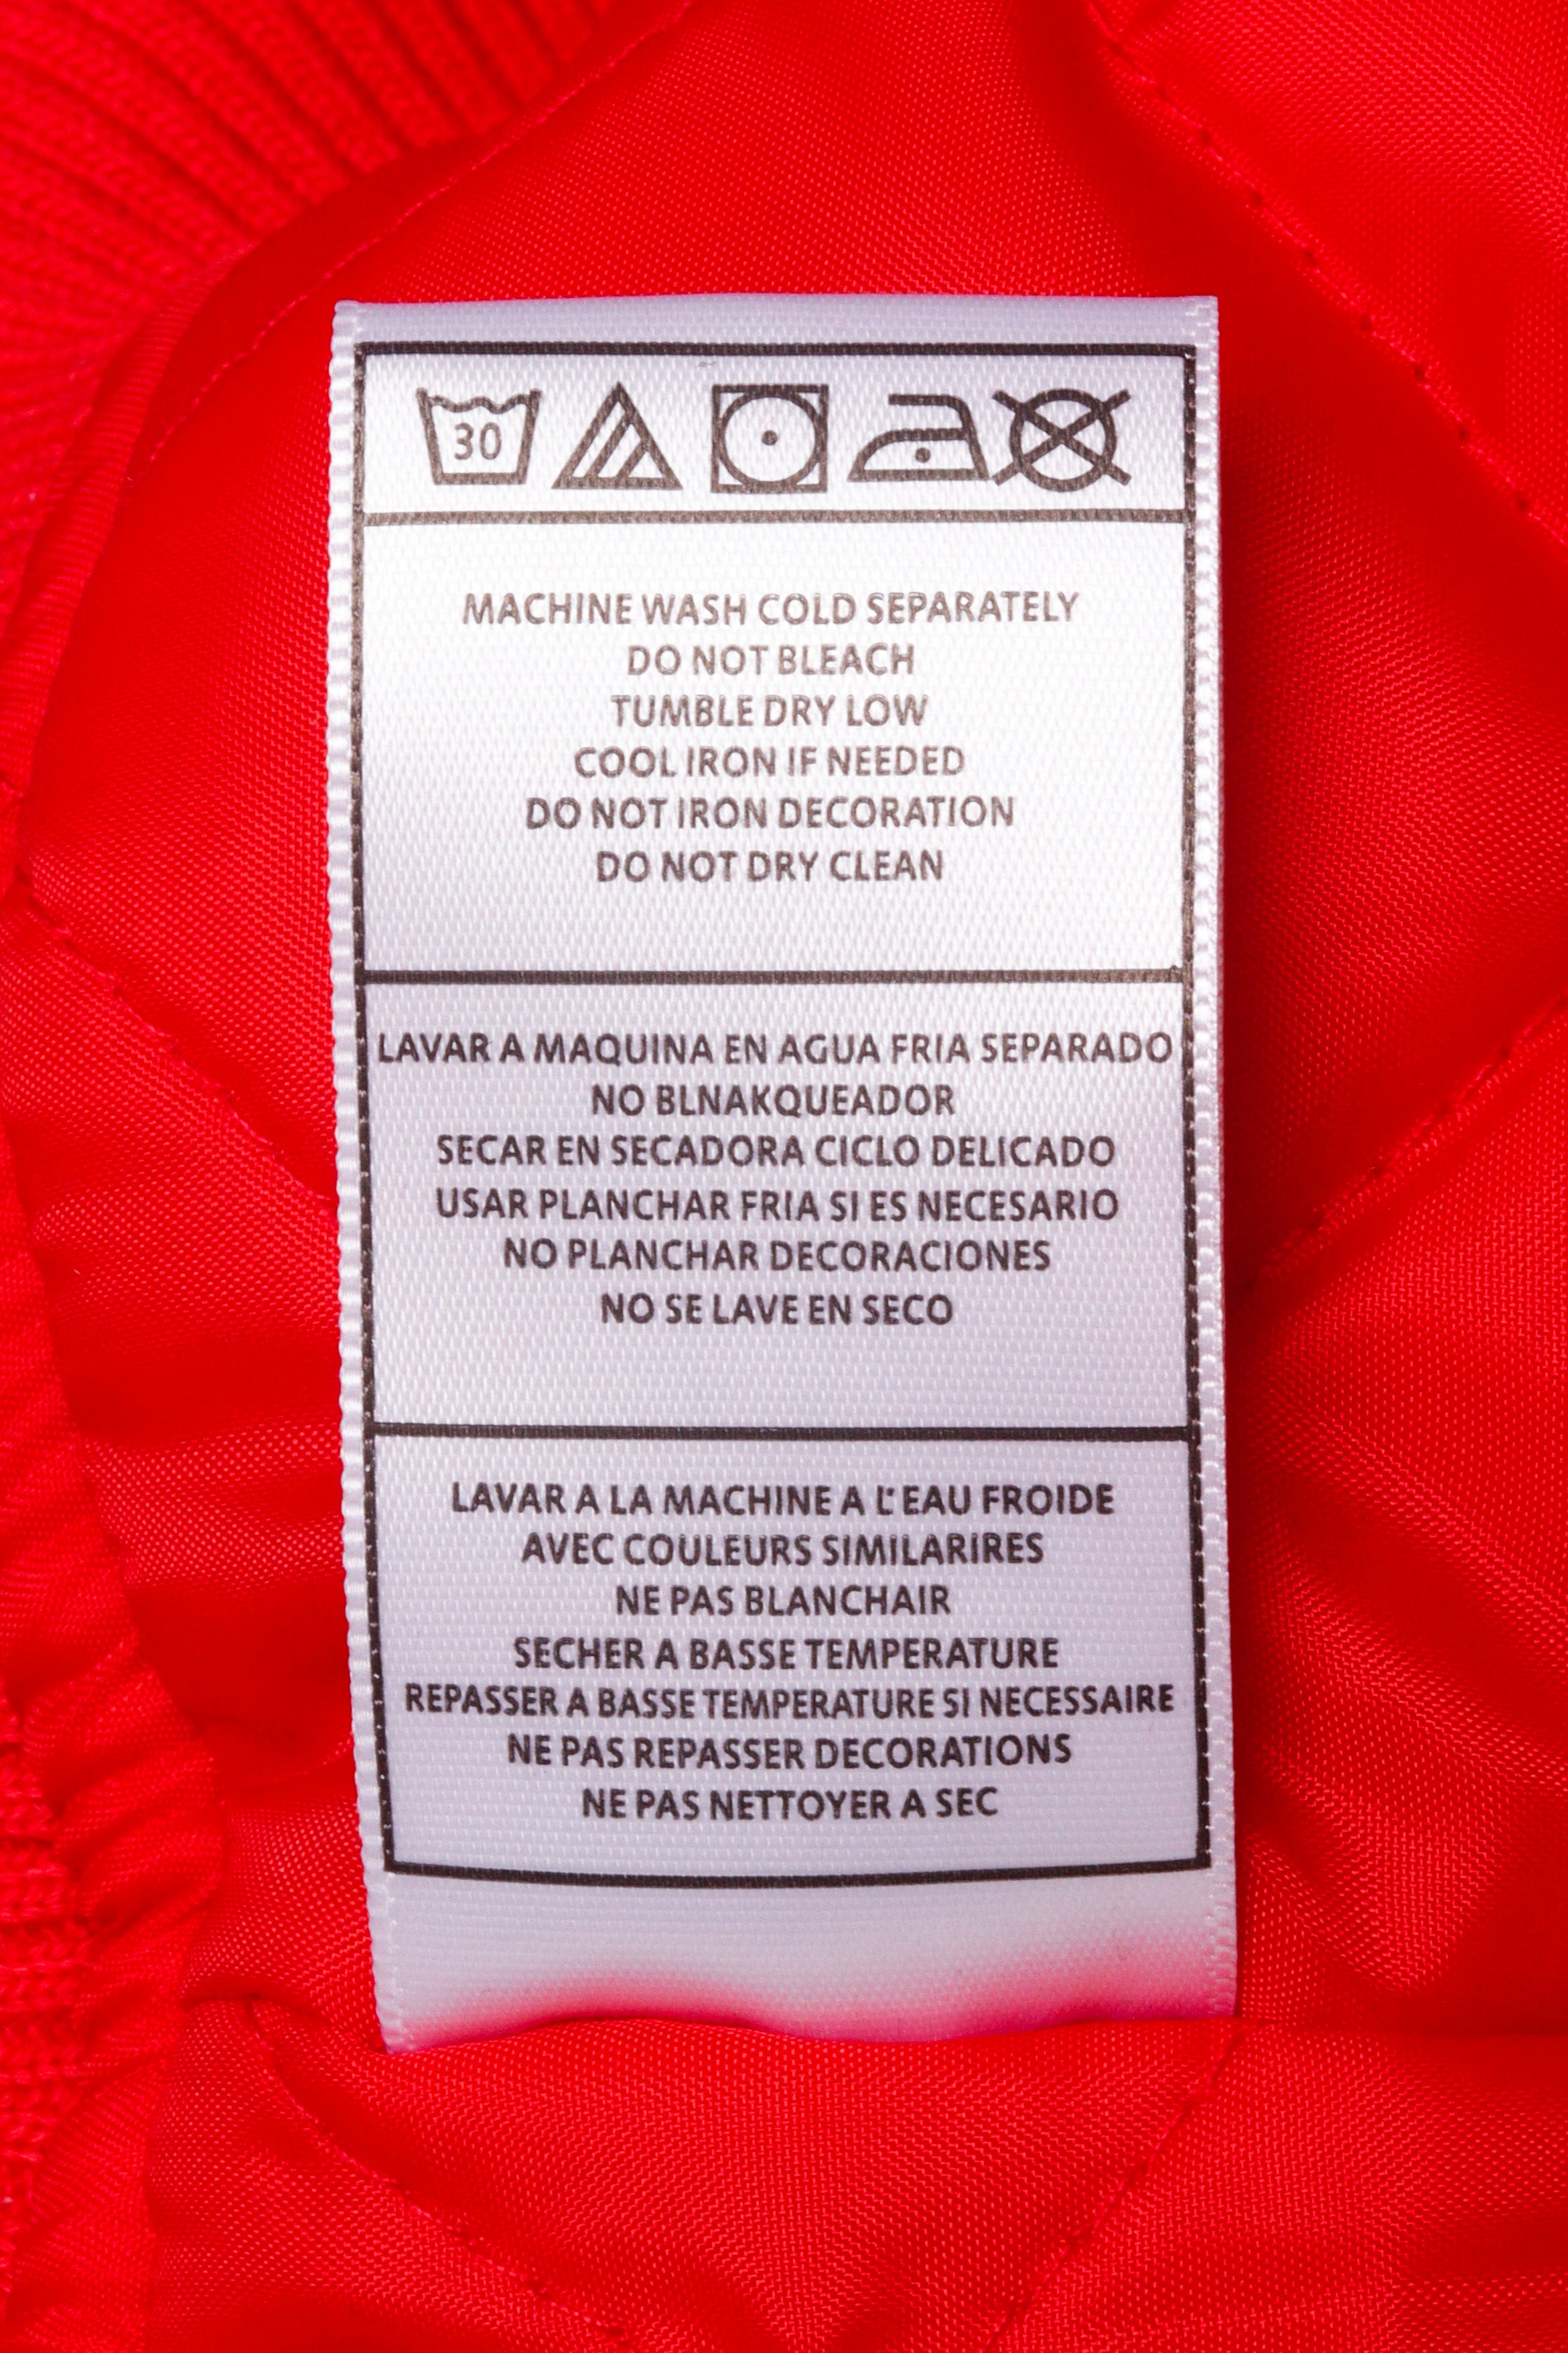 30
MACHINE WASH COLD SEPARATELY
DO NOT BLEACH
TUMBLE DRY LOW
COOL IRON IF NEEDED
DO NOT IRON DECORATION
DO NOT DRY CLEAN
LAVAR A MAQUINA EN AGUA FRIA SEPARADO
NO BLNAKQUEADOR
SECAR EN SECADORA CICLO DELICADO
USAR PLANCHAR FRIA SI ES NECESARIO
NO PLANCHAR DECORACIONES
NO SE LAVE EN SECO
LAVAR A LA MACHINE A L'EAU FROIDE
AVEC COULEURS SIMILARIRES
NE PAS BLANCHAIR
SECHER A BASSE TEMPERATURE
REPASSER A BASSE TEMPERATURE SI NECESSAIRE
NE PAS REPASSER DECORATIONS
NE PAS NETTOYER A SEC